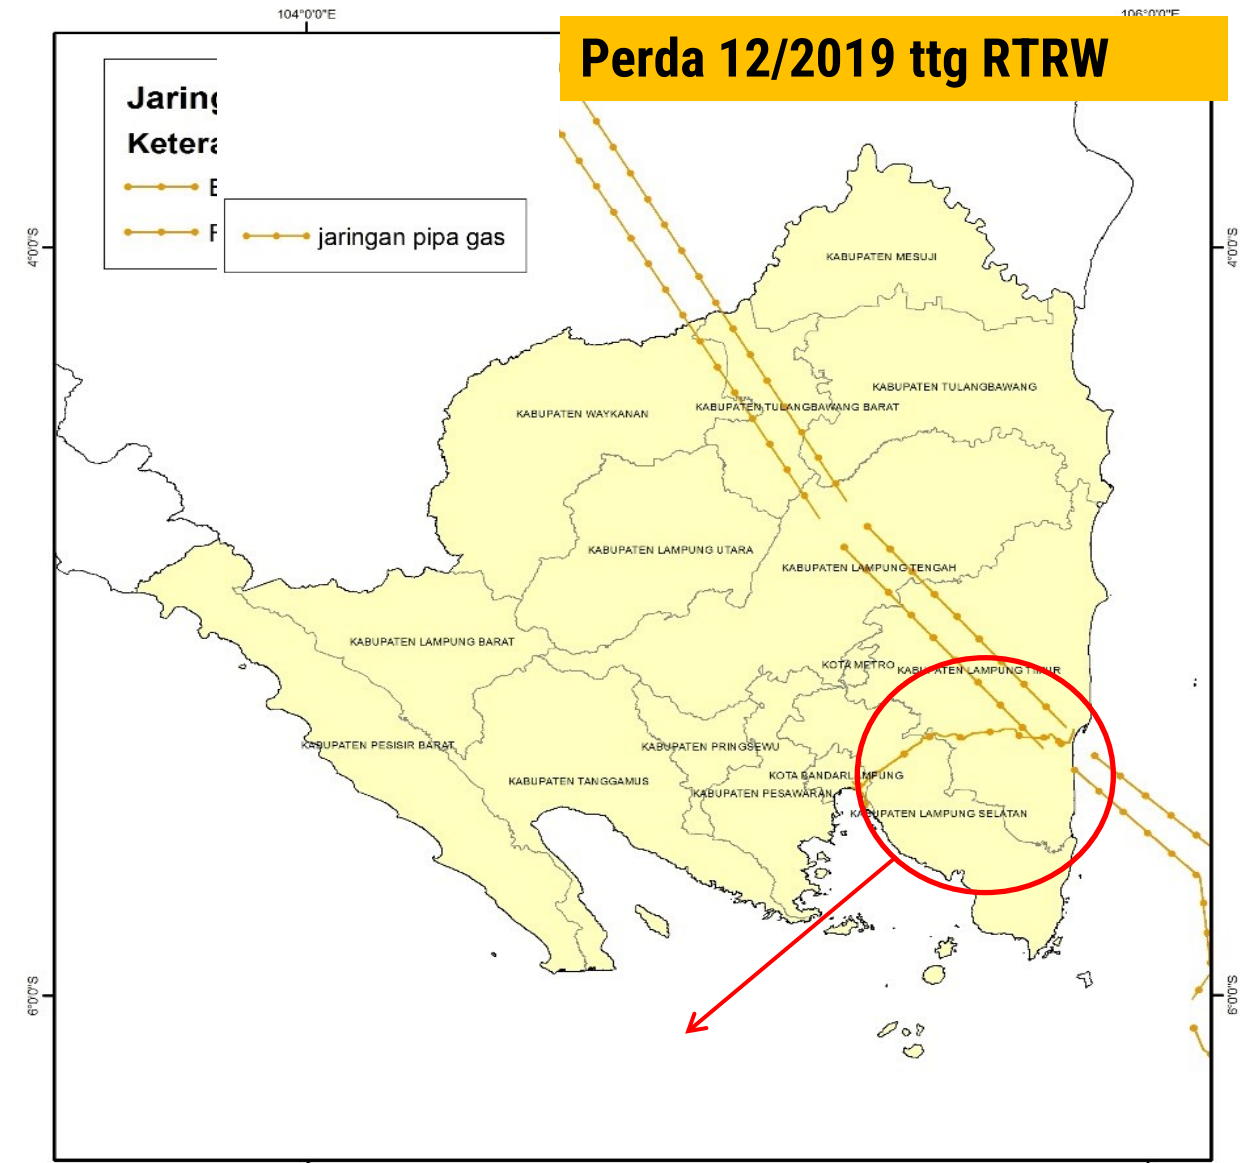 104°0'0"E
106°0'0"E
Perda 12/2019 ttg RTRW
jaringan pipa gas
4°0'0"S
4°0'0"S
KABUPATEN MESUJI
KABUPATEN TULANGBAWANG
KABUPATEN TULANGBAWANG BARAT
KABUPATEN WAYKANAN
KABUPATEN LAMPUNG UTARA
KABUPATEN LAMPUNG TENGAH
KABUPATEN LAMPUNG BARAT
KOTA METRO
KABUPATEN LAMPUNG TIMUR
KABUPATEN PESISIR BARAT
KABUPATEN PRINGSEWU
KABUPATEN TANGGAMUS
KOTA BANDARLAMPUNG
KABUPATEN PESAWARAN
KABUPATEN LAMPUNG SELATAN
6°0'0"S
6°0'0"S